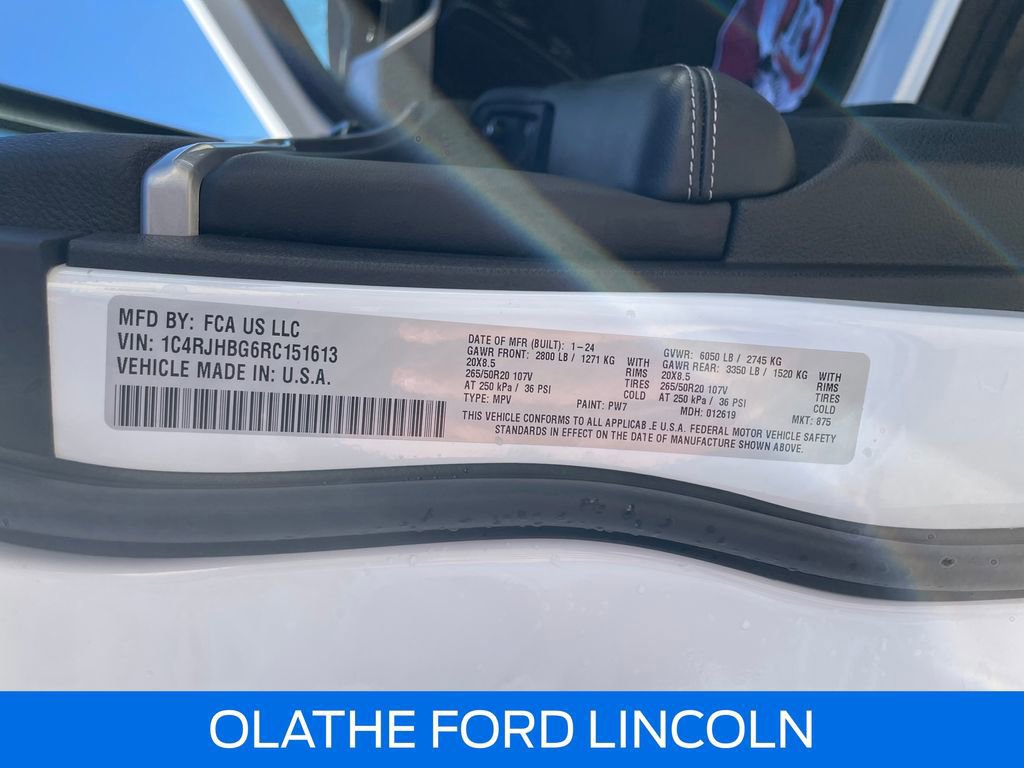 MFD BY: FCA US LLC
VIN: 1C4RJHBG6RC151613
VEHICLE MADE IN: U.S.A.
DATE OF MFR (BUILT): 1-24
GAWR FRONT: 2800 LB / 1271 KG WITH
20X8.5 RIMS
265/50R20 107V TIRES
AT 250 kPa / 36 PSI COLD
TYPE: MPV PAINT: PW7
GVWR: 6050 LB / 2745 KG
GAWR REAR: 3350 LB / 1520 KG WITH
20X8.5 RIMS
265/50R20 107V TIRES
AT 250 kPa / 36 PSI COLD
MDH: 012619 MKT: 875
THIS VEHICLE CONFORMS TO ALL APPLICAB .E U.S.A. FEDERAL MOTOR VEHICLE SAFETY
STANDARDS IN EFFECT ON THE DATE OF MANUFACTURE SHOWN ABOVE.
OLATHE FORD LINCOLN